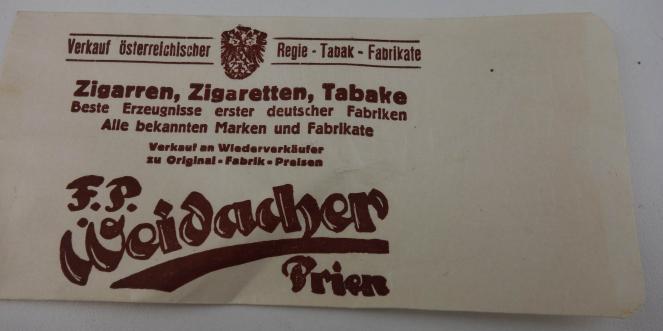 Verkauf österreichischer Regie - Tabak - Fabrikate
Zigarren, Zigaretten, Tabake
Beste Erzeugnisse erster deutscher Fabriken
Alle bekannten Marken und Fabrikate
Verkauf an Wiederverkäufer
zu Original - Fabrik - Preisen
F. P.
Weidacher
Prien